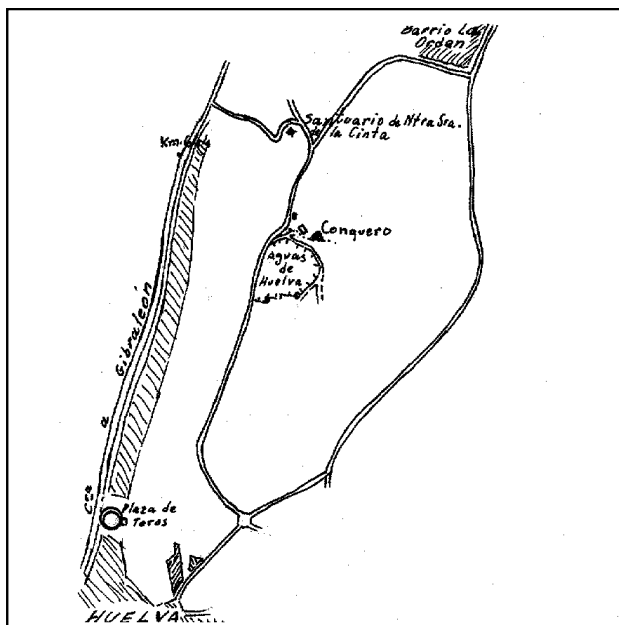 Barrio La
Orden
Santuario de Ntra Sra.
de la Cinta
Km.
Conquero
Aguas
de
Huelva
Cra a Gibraleón
Plaza de
Toros
HUELVA